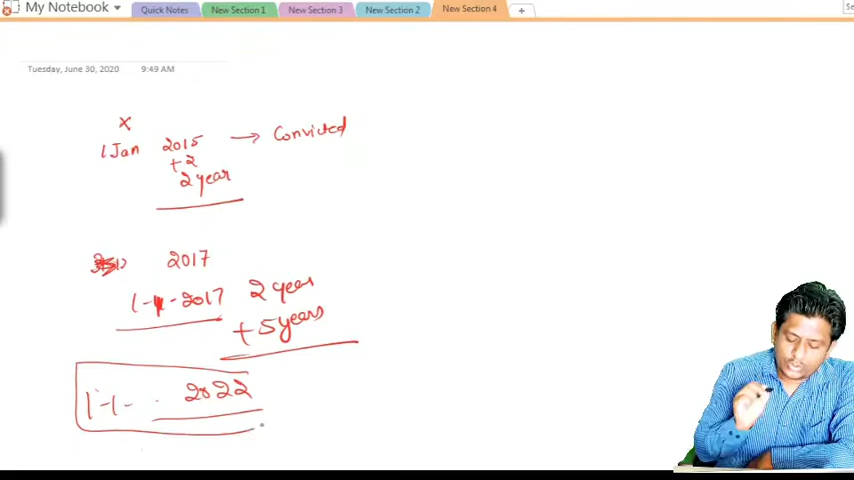 My Notebook
Quick Notes
New Section 1
New Section 3
New Section 2
New Section 4
+
Tuesday, June 30, 2020 9:49 AM
x
1 Jan 2015 → Convicted
+2
2 year
2017
1-1-2017 2 year
+5 years
1-1- 2022